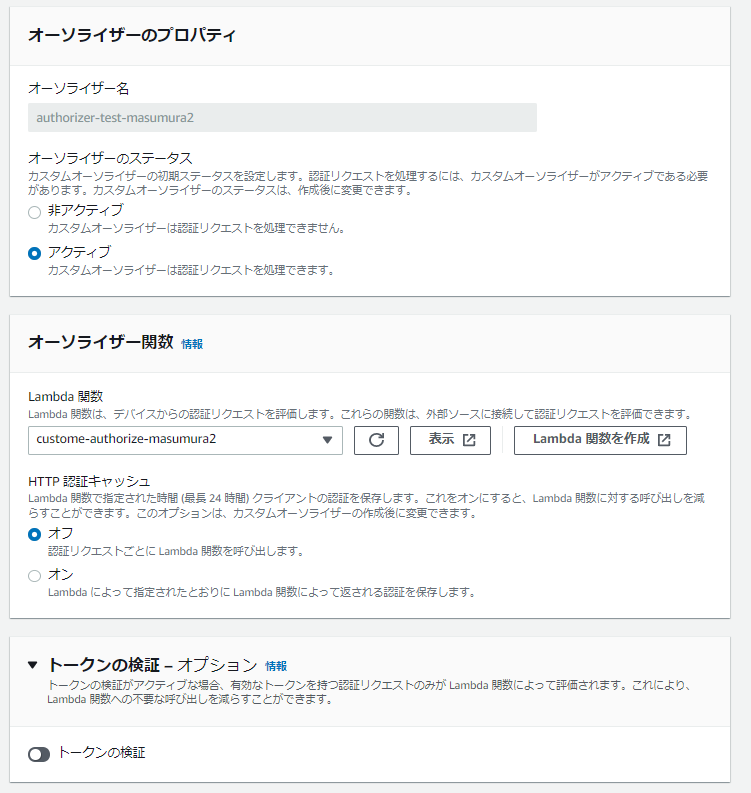 オーソライザーのプロパティ
オーソライザー名
authorizer-test-masumura2
オーソライザーのステータス
カスタムオーソライザーの初期ステータスを設定します。認証リクエストを処理するには、カスタムオーソライザーがアクティブである必要
があります。カスタムオーソライザーのステータスは、作成後に変更できます。
非アクティブ
カスタムオーソライザーは認証リクエストを処理できません。
アクティブ
カスタムオーソライザーは認証リクエストを処理できます。
オーソライザー関数 情報
Lambda 関数
Lambda 関数は、デバイスからの認証リクエストを評価します。これらの関数は、外部ソースに接続して認証リクエストを評価できます。
custome-authorize-masumura2 表示 Lambda 関数を作成
HTTP 認証キャッシュ
Lambda 関数で指定された時間 (最長 24 時間) クライアントの認証を保存します。これをオンにすると、Lambda 関数に対する呼び出しを減
らすことができます。このオプションは、カスタムオーソライザーの作成後に変更できます。
オフ
認証リクエストごとに Lambda 関数を呼び出します。
オン
Lambda によって指定されたとおりに Lambda 関数によって返される認証を保存します。
トークンの検証 – オプション 情報
トークンの検証がアクティブな場合、有効なトークンを持つ認証リクエストのみが Lambda 関数によって評価されます。これにより、
Lambda 関数への不要な呼び出しを減らすことができます。
トークンの検証